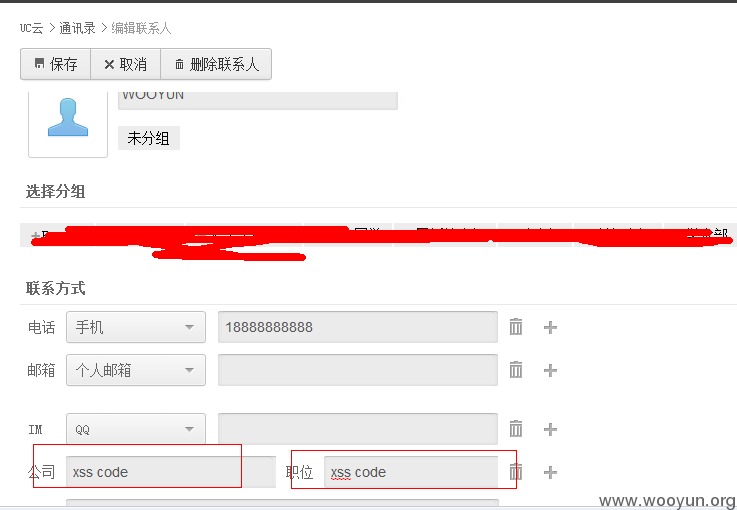 UC云 > 通讯录 > 编辑联系人
保存 取消 删除联系人
WOOYUN
未分组
选择分组
联系方式
电话 手机 18888888888
邮箱 个人邮箱
IM QQ
公司 xss code 职位 xss code
www.wooyun.org